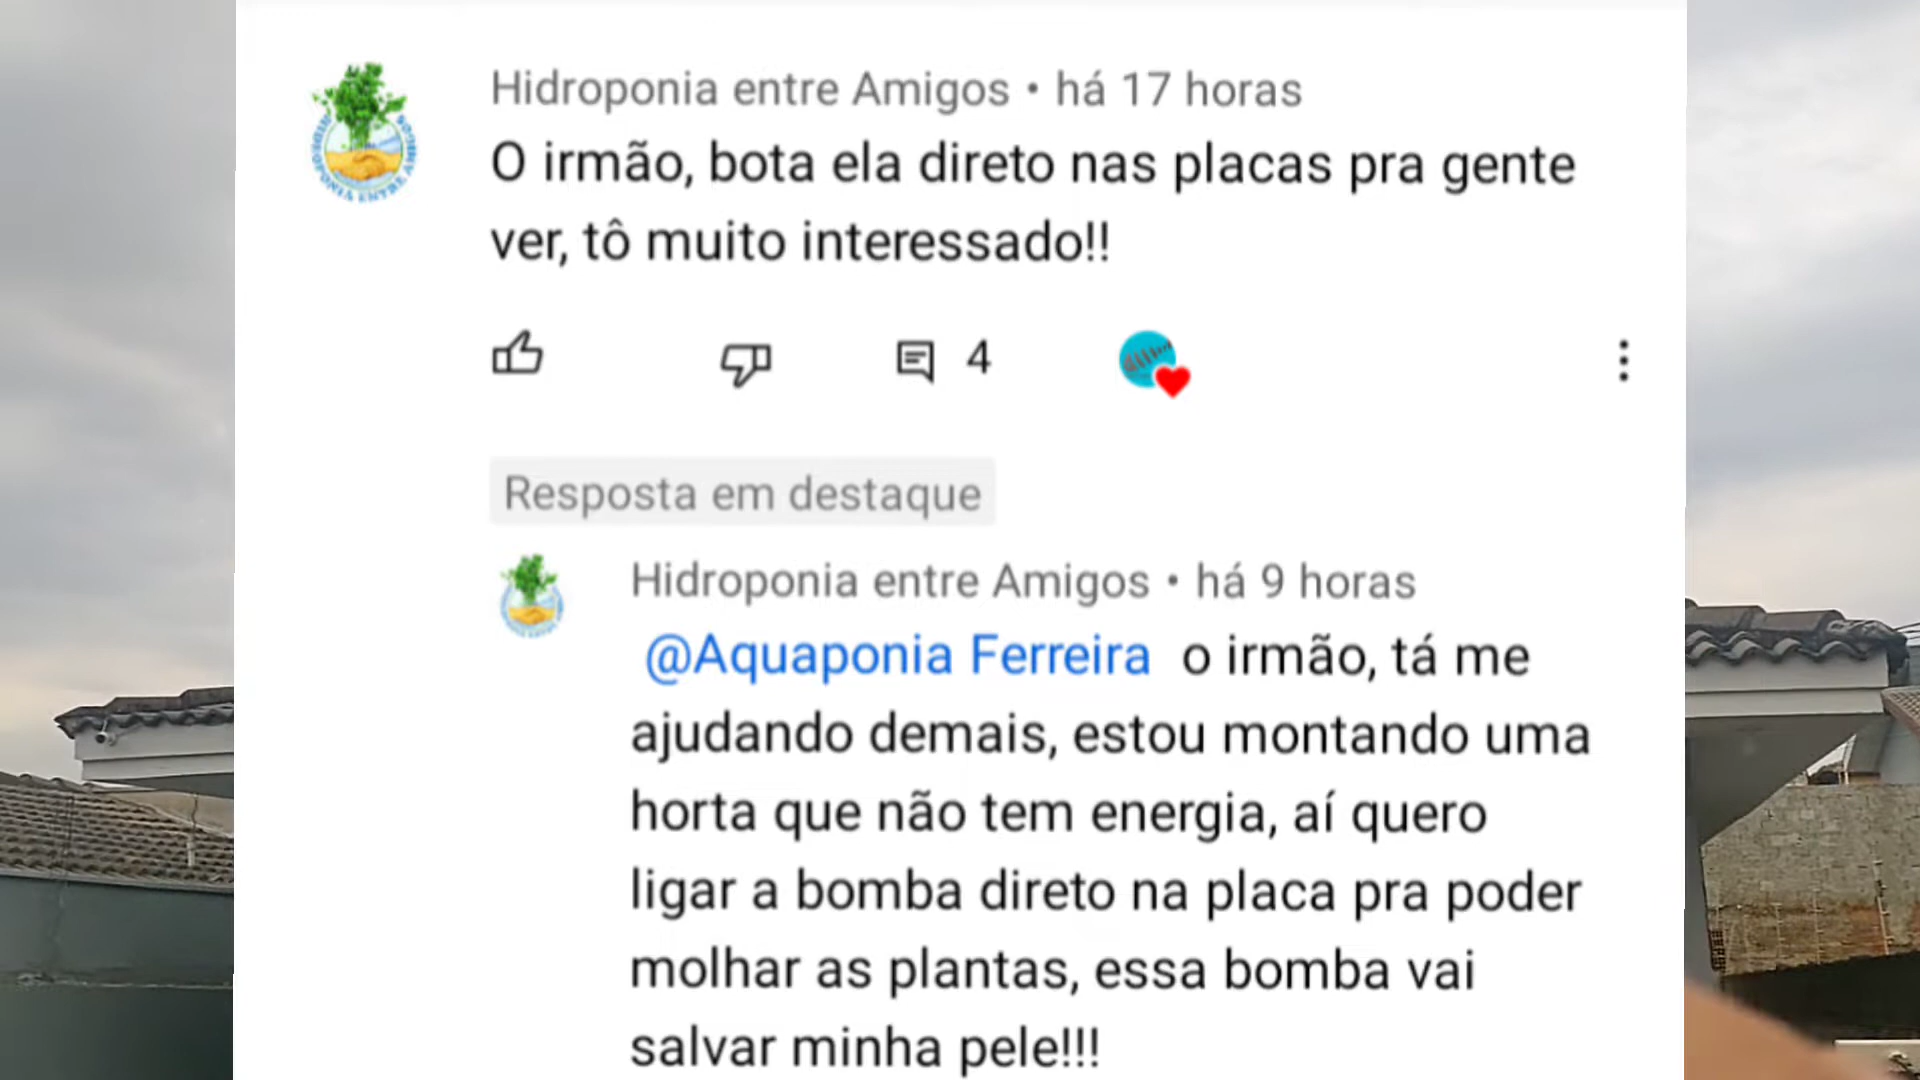 Hidroponia entre Amigos • há 17 horas
O irmão, bota ela direto nas placas pra gente
ver, tô muito interessado!!
4
Resposta em destaque
Hidroponia entre Amigos • há 9 horas
@Aquaponia Ferreira o irmão, tá me
ajudando demais, estou montando uma
horta que não tem energia, aí quero
ligar a bomba direto na placa pra poder
molhar as plantas, essa bomba vai
salvar minha pele!!!